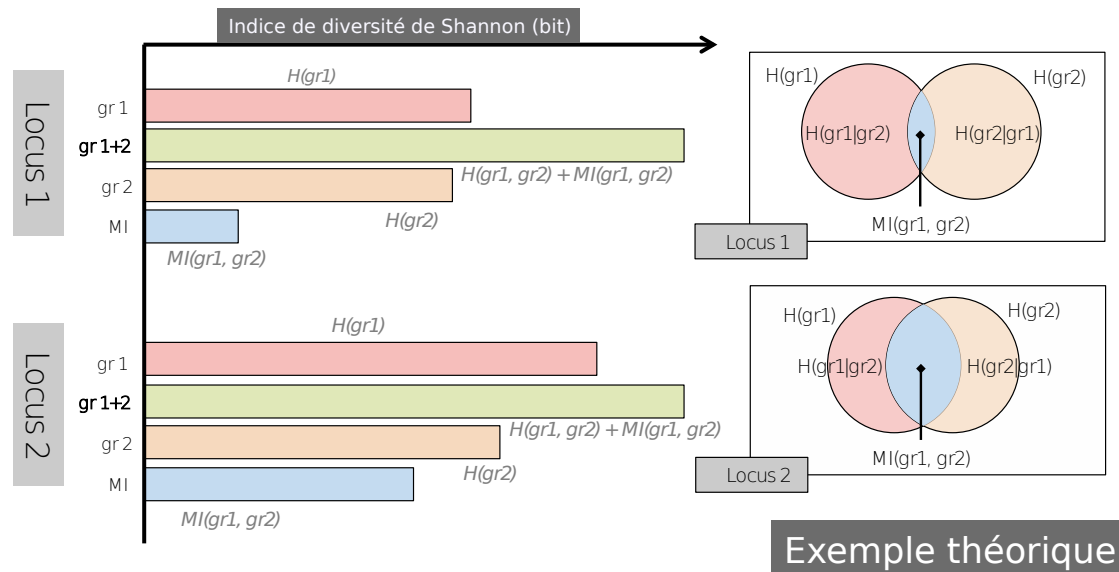 Indice de diversité de Shannon (bit)
Locus 1
H(gr1)
gr 1
gr 1+2
H(gr1, gr2) + MI(gr1, gr2)
gr 2
H(gr2)
MI
MI(gr1, gr2)
H(gr1)
H(gr2)
H(gr1|gr2)
H(gr2|gr1)
MI(gr1, gr2)
Locus 1
Locus 2
H(gr1)
gr 1
gr 1+2
H(gr1, gr2) + MI(gr1, gr2)
gr 2
H(gr2)
MI
MI(gr1, gr2)
H(gr1)
H(gr2)
H(gr1|gr2)
H(gr2|gr1)
MI(gr1, gr2)
Locus 2
Exemple théorique